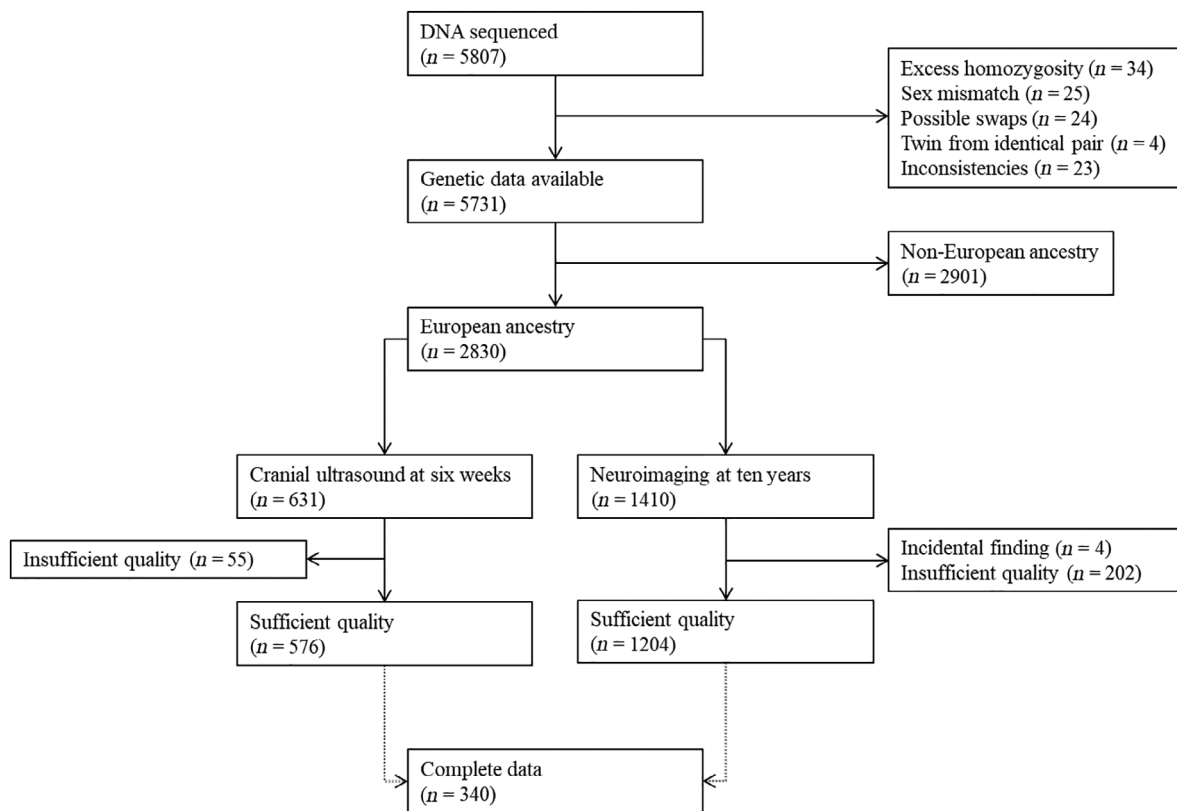 DNA sequenced
(n = 5807)
Excess homozygosity (n = 34)
Sex mismatch (n = 25)
Possible swaps (n = 24)
Twin from identical pair (n = 4)
Inconsistencies (n = 23)
Genetic data available
(n = 5731)
Non-European ancestry
(n = 2901)
European ancestry
(n = 2830)
Cranial ultrasound at six weeks
(n = 631)
Neuroimaging at ten years
(n = 1410)
Insufficient quality (n = 55)
Incidental finding (n = 4)
Insufficient quality (n = 202)
Sufficient quality
(n = 576)
Sufficient quality
(n = 1204)
Complete data
(n = 340)